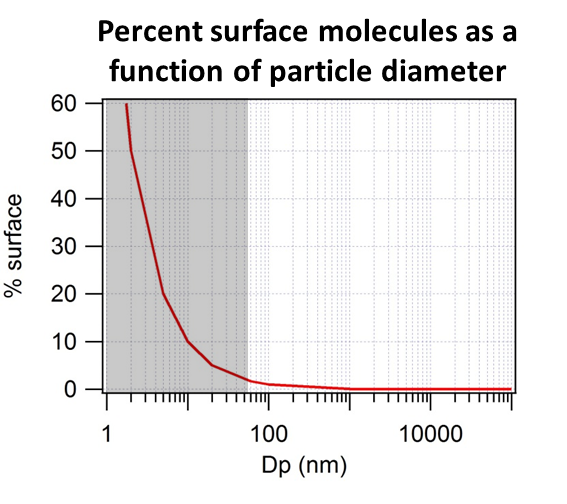 Percent surface molecules as a
function of particle diameter
60
50
40
30
20
10
0
% surface
1
100
10000
Dp (nm)